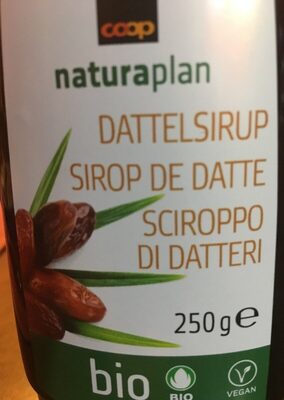 coop
naturaplan
DATTELSIRUP
SIROP DE DATTE
SCIROPPO
DI DATTERI
250g℮
bio
BIO
VEGAN